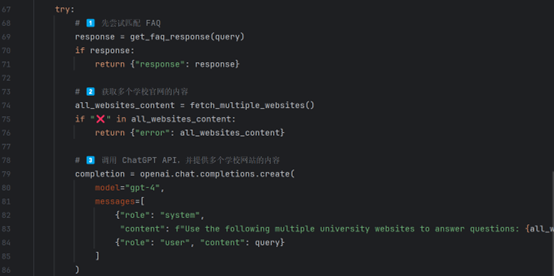 67 try:
68 # 1️⃣ 先尝试匹配 FAQ
69 response = get_faq_response(query)
70 if response:
71 return {"response": response}
72
73 # 2️⃣ 获取多个学校官网的内容
74 all_websites_content = fetch_multiple_websites()
75 if "❌" in all_websites_content:
76 return {"error": all_websites_content}
77
78 # 3️⃣ 调用 ChatGPT API，并提供多个学校网站的内容
79 completion = openai.chat.completions.create(
80 model="gpt-4",
81 messages=[
82 {"role": "system",
83 "content": f"Use the following multiple university websites to answer questions: {all_w
84 {"role": "user", "content": query}
85 ]
86 )